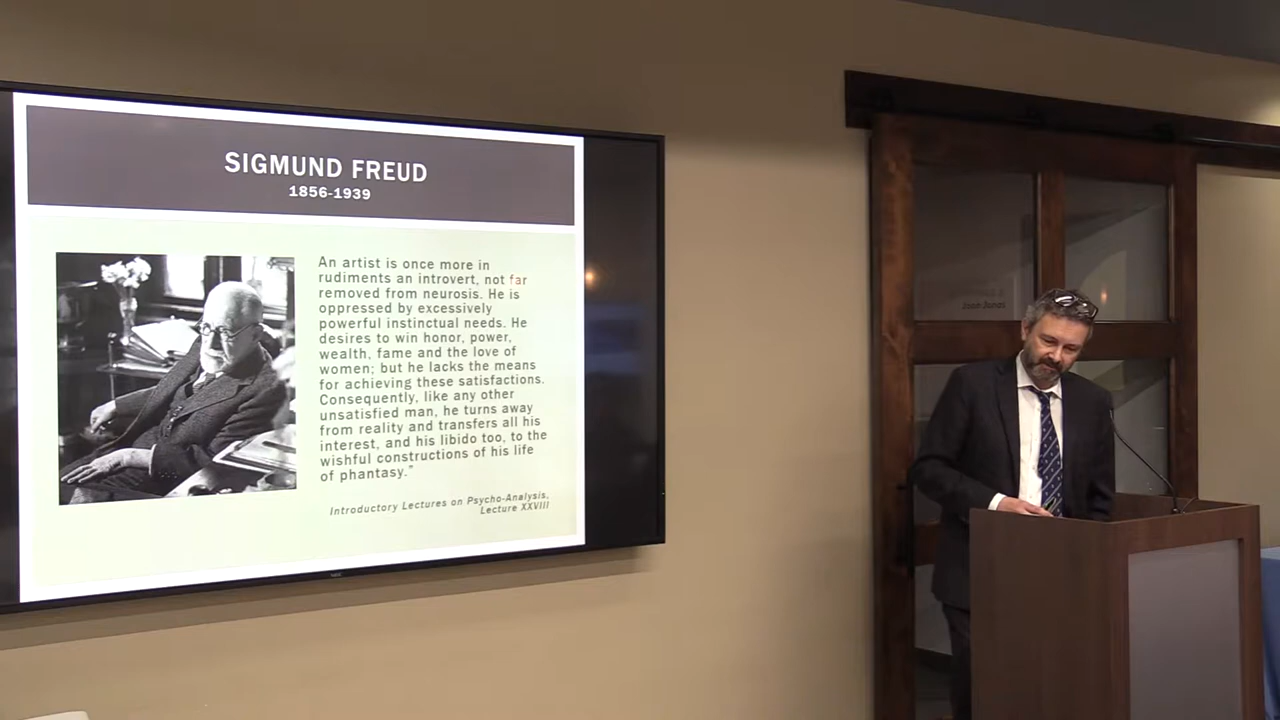 SIGMUND FREUD
1856-1939
An artist is once more in
rudiments an introvert, not far
removed from neurosis. He is
oppressed by excessively
powerful instinctual needs. He
desires to win honor, power,
wealth, fame and the love of
women; but he lacks the means
for achieving these satisfactions.
Consequently, like any other
unsatisfied man, he turns away
from reality and transfers all his
interest, and his libido too, to the
wishful constructions of his life
of phantasy."
Introductory Lectures on Psycho-Analysis,
Lecture XXVIII